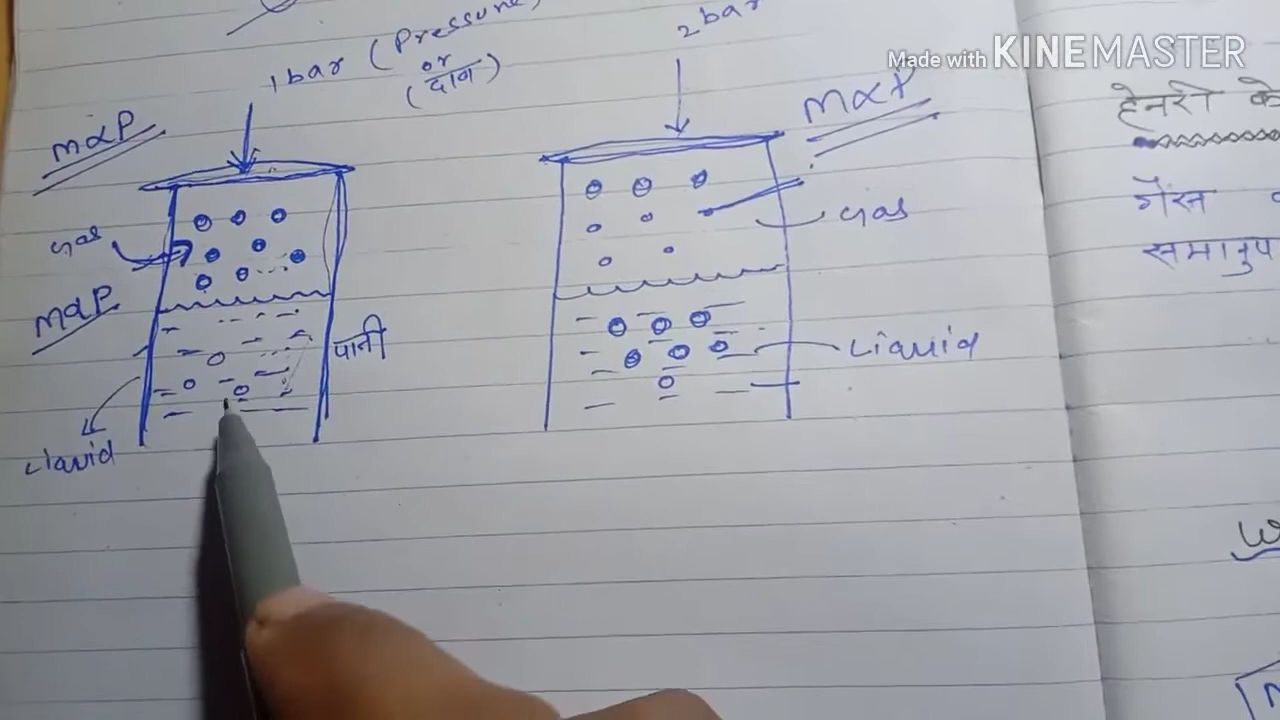 1 bar (Pressure)
or
(दाब)
2 bar
Made with KINEMASTER
m∝P
m∝P
हेनरी के
gas
gas
गैस
समानुप
m∝P
पानी
Liquid
Liquid